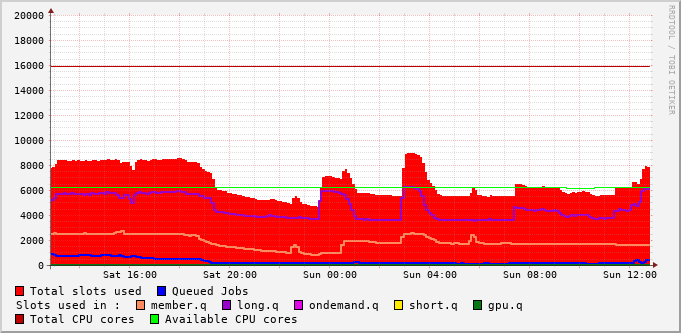 20000
18000
16000
14000
12000
10000
8000
6000
4000
2000
0
Sat 16:00 Sat 20:00 Sun 00:00 Sun 04:00 Sun 08:00 Sun 12:00
RRDTOOL / TOBI OETIKER
Total slots used Queued Jobs
Slots used in : member.q long.q ondemand.q short.q gpu.q
Total CPU cores Available CPU cores